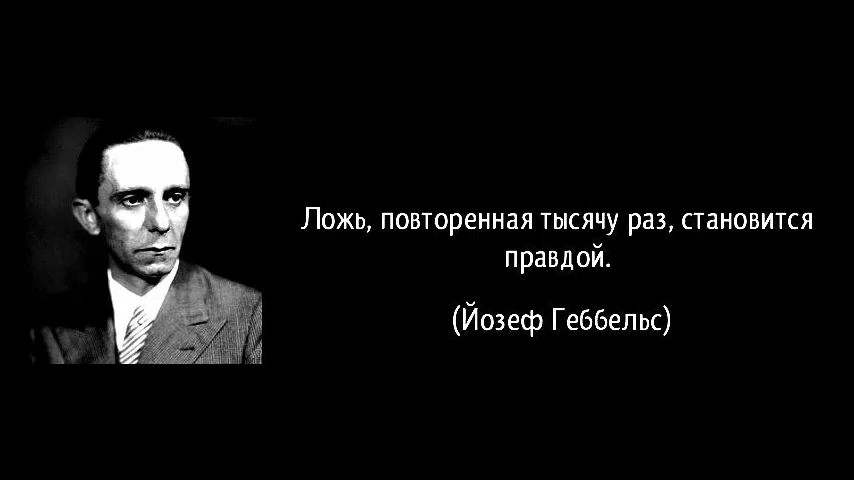 Ложь, повторенная тысячу раз, становится
правдой.
(Йозеф Геббельс)